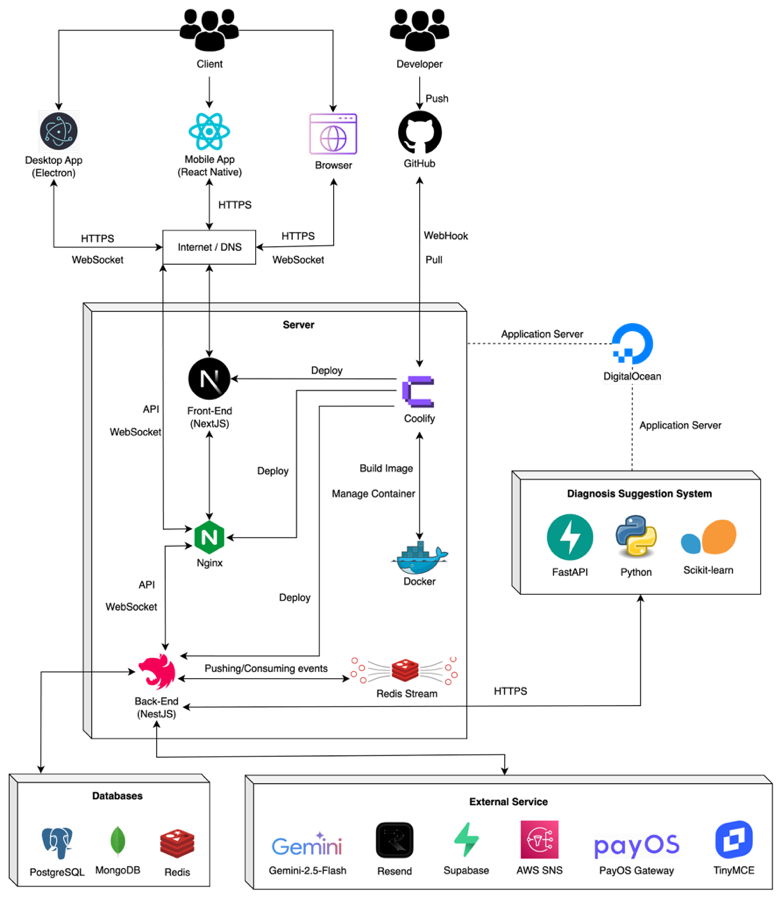 Client
Developer
Push
Desktop App
(Electron)
Mobile App
(React Native)
Browser
GitHub
HTTPS
HTTPS
WebSocket
Internet / DNS
HTTPS
WebSocket
WebHook
Pull
Server
Application Server
DigitalOcean
Deploy
Front-End
(NextJS)
Coolify
API
WebSocket
Application Server
Deploy
Build Image
Manage Container
Diagnosis Suggestion System
Nginx
Docker
FastAPI
Python
Scikit-learn
API
WebSocket
Deploy
Pushing/Consuming events
Redis Stream
HTTPS
Back-End
(NestJS)
Databases
PostgreSQL
MongoDB
Redis
External Service
Gemini
payOS
Gemini-2.5-Flash
Resend
Supabase
AWS SNS
PayOS Gateway
TinyMCE